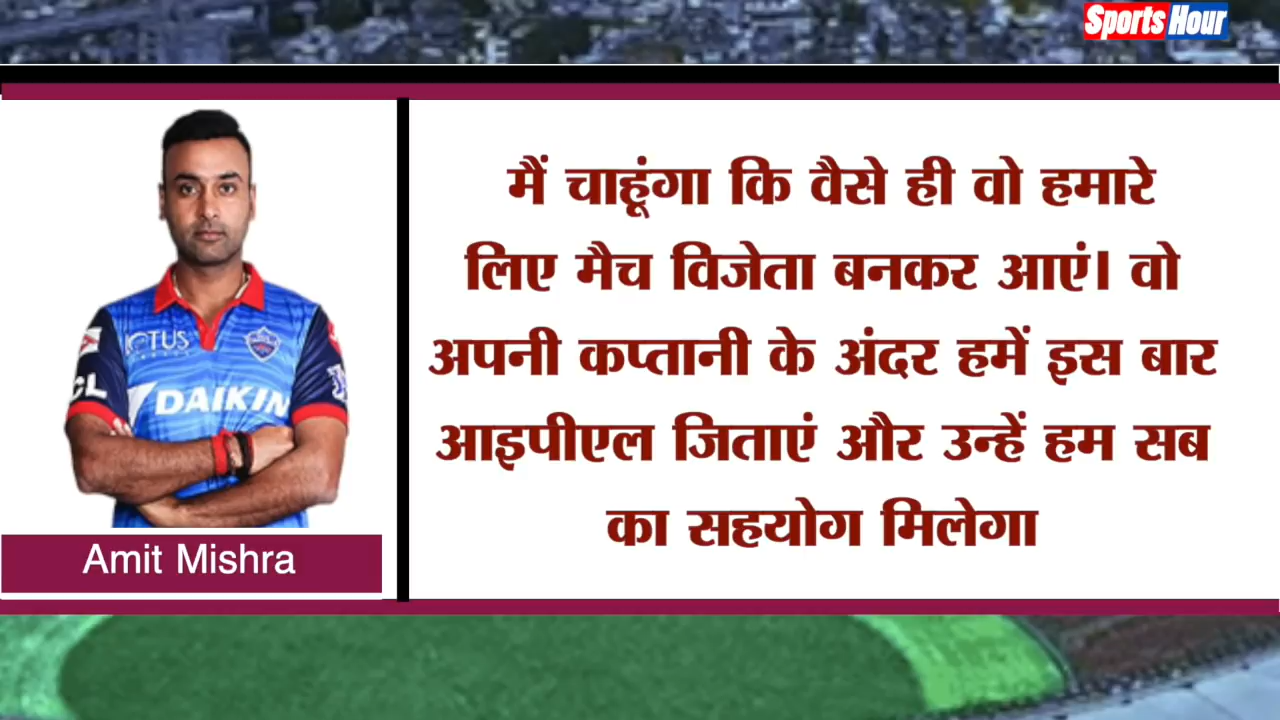 Sports Hour
मैं चाहूंगा कि वैसे ही वो हमारे
लिए मैच विजेता बनकर आएं। वो
अपनी कप्तानी के अंदर हमें इस बार
आइपीएल जिताएं और उन्हें हम सब
का सहयोग मिलेगा
DAIKIN
Amit Mishra